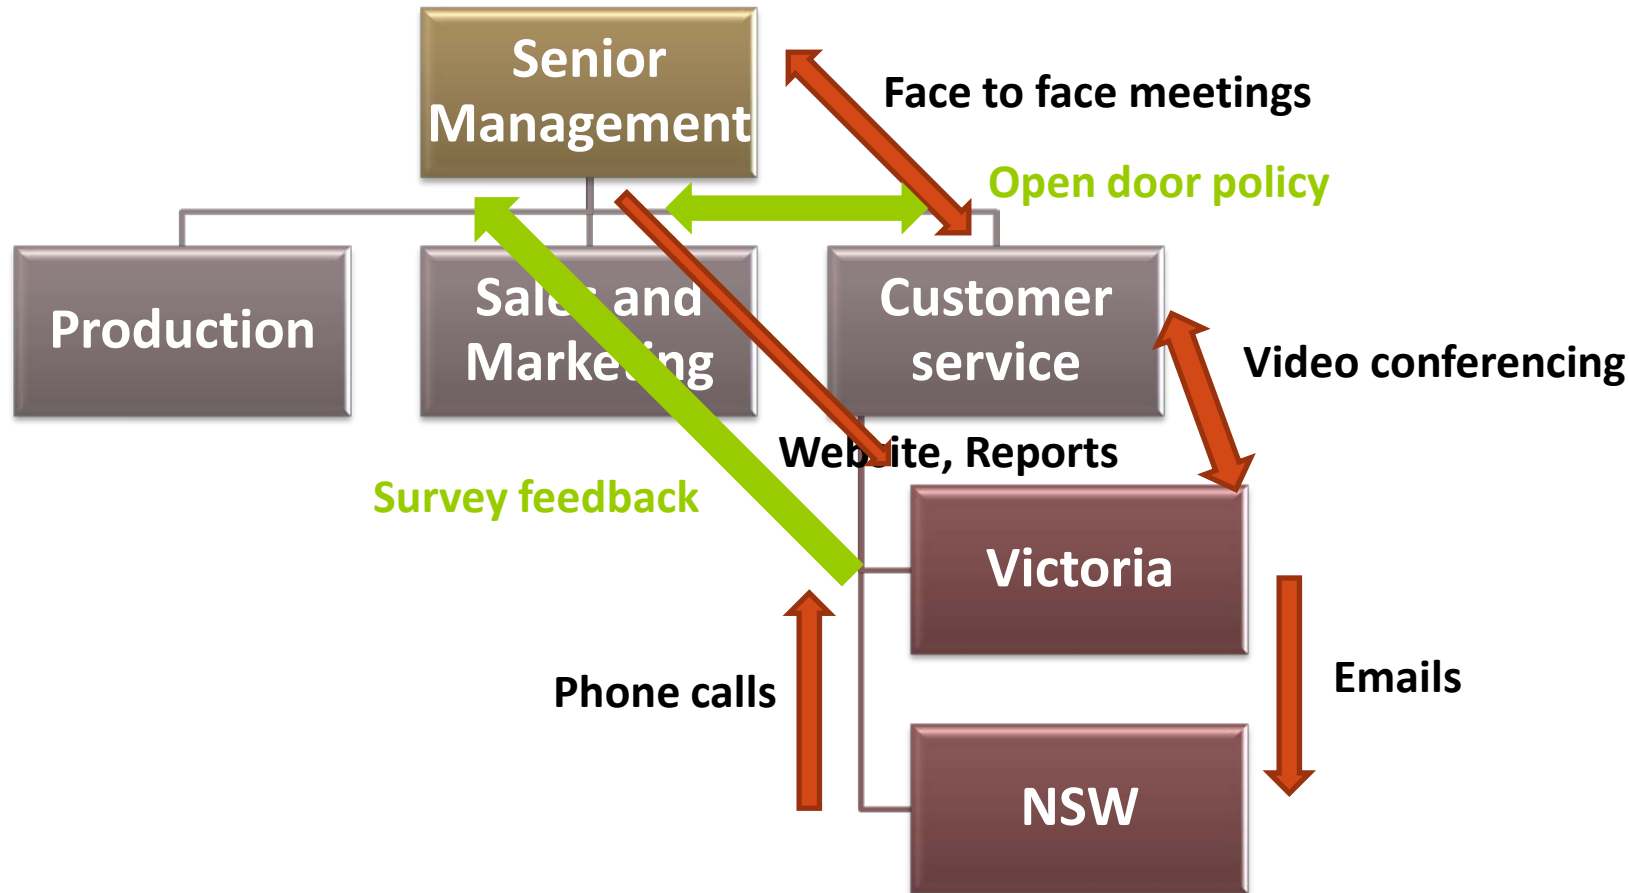 Senior
Management
Face to face meetings
Open door policy
Production
Sales and
Marketing
Customer
service
Video conferencing
Website, Reports
Survey feedback
Victoria
Phone calls
Emails
NSW